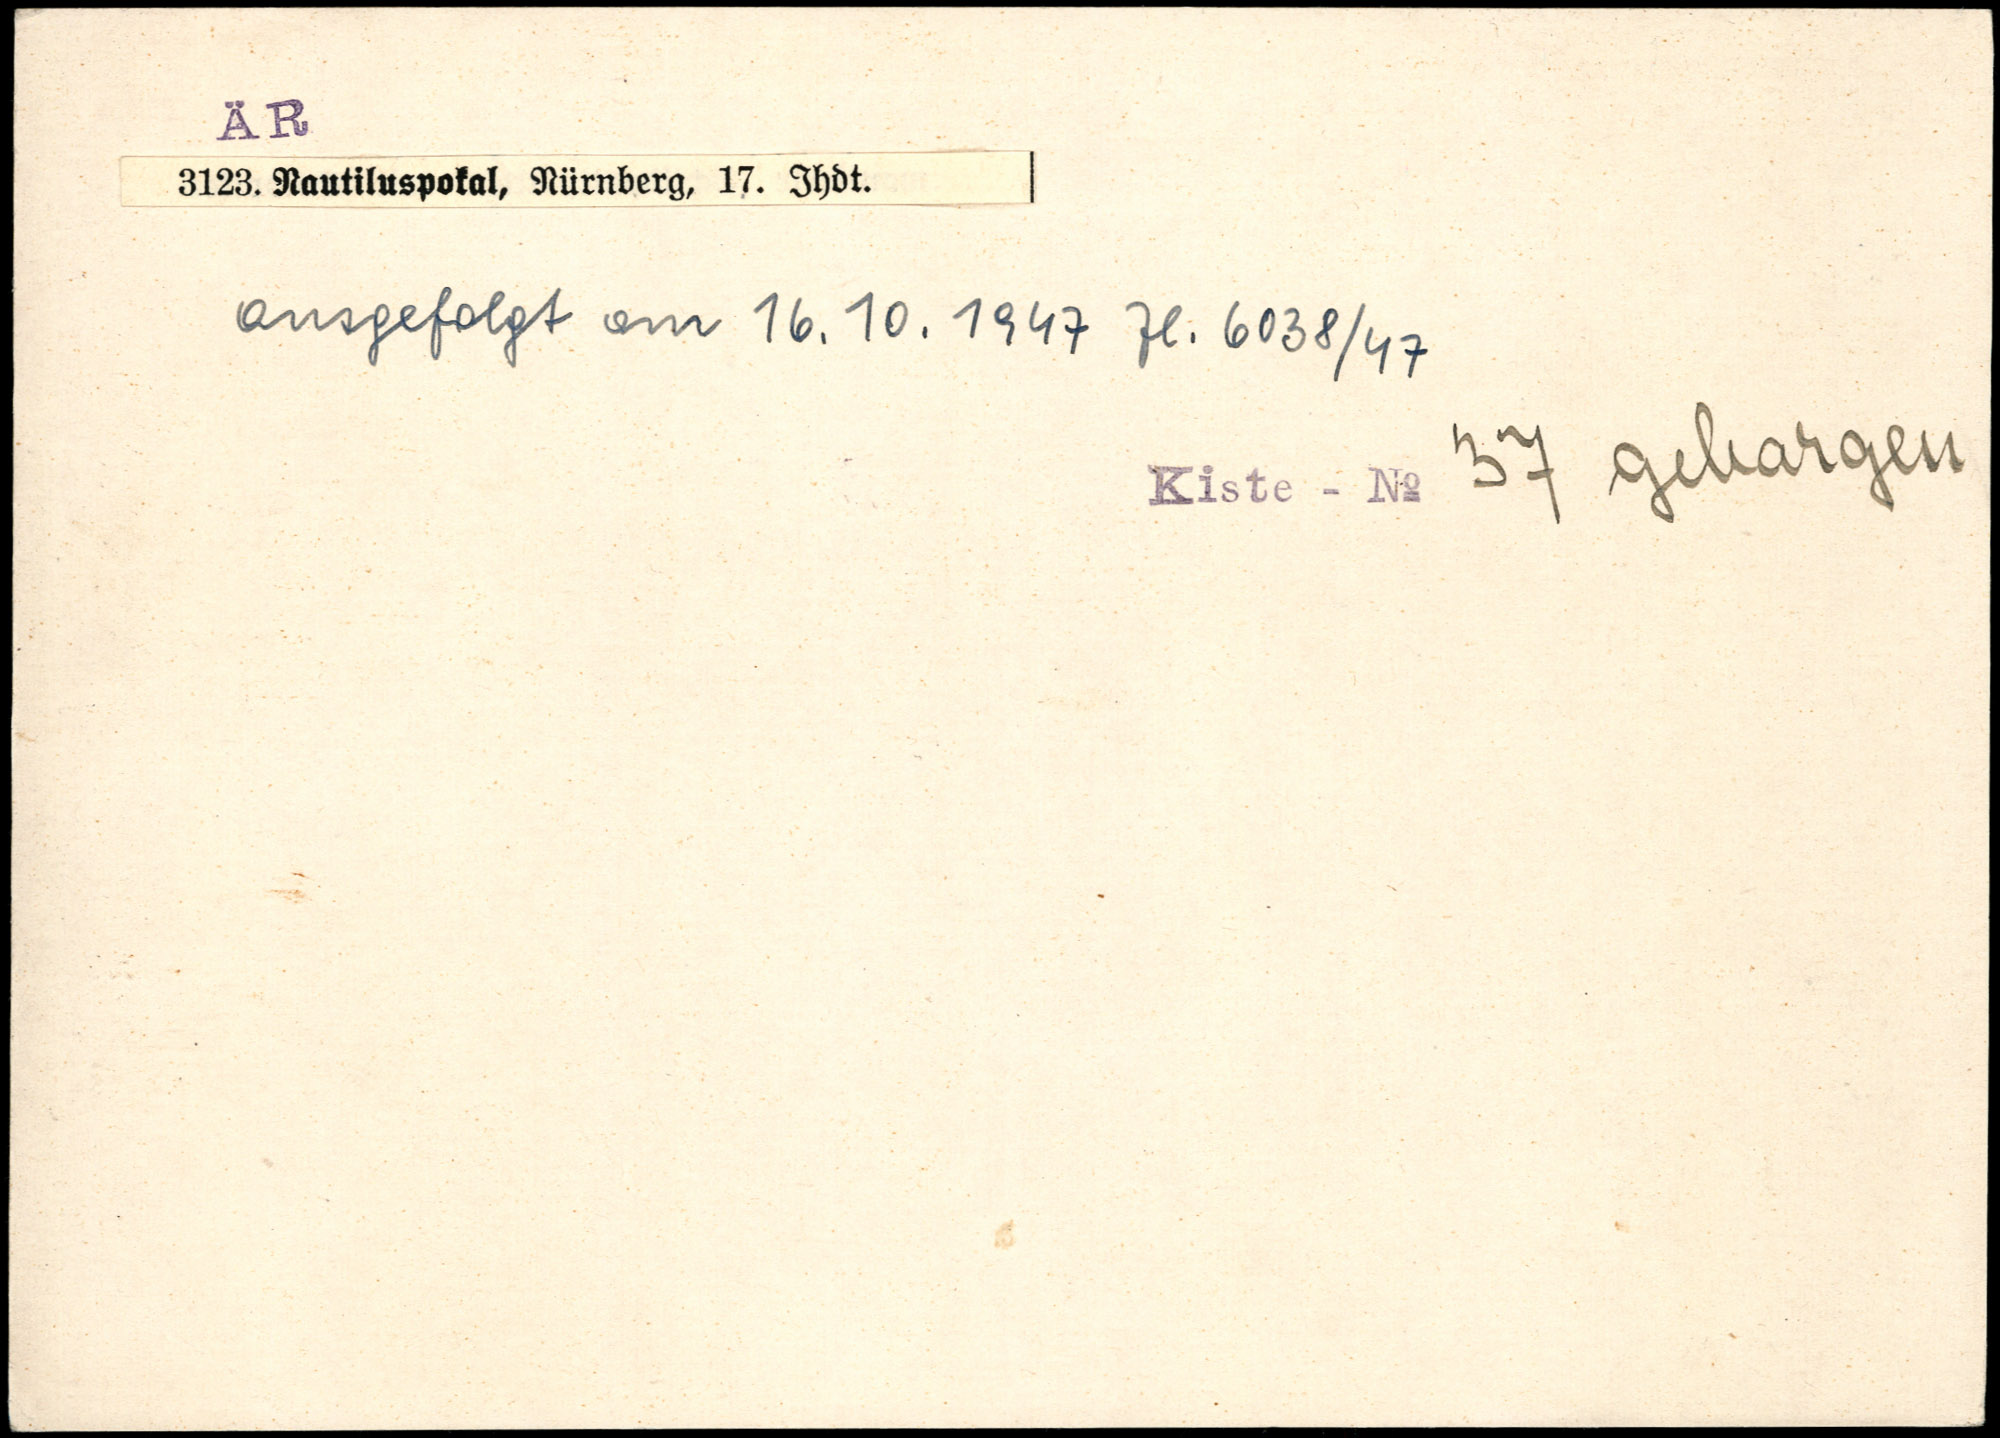 ÄR
3123. Nautiluspokal, Nürnberg, 17. Jhdt.
ausgefolgt am 16. 10. 1947 Zl. 6038/47
Kiste - № 37 geborgen